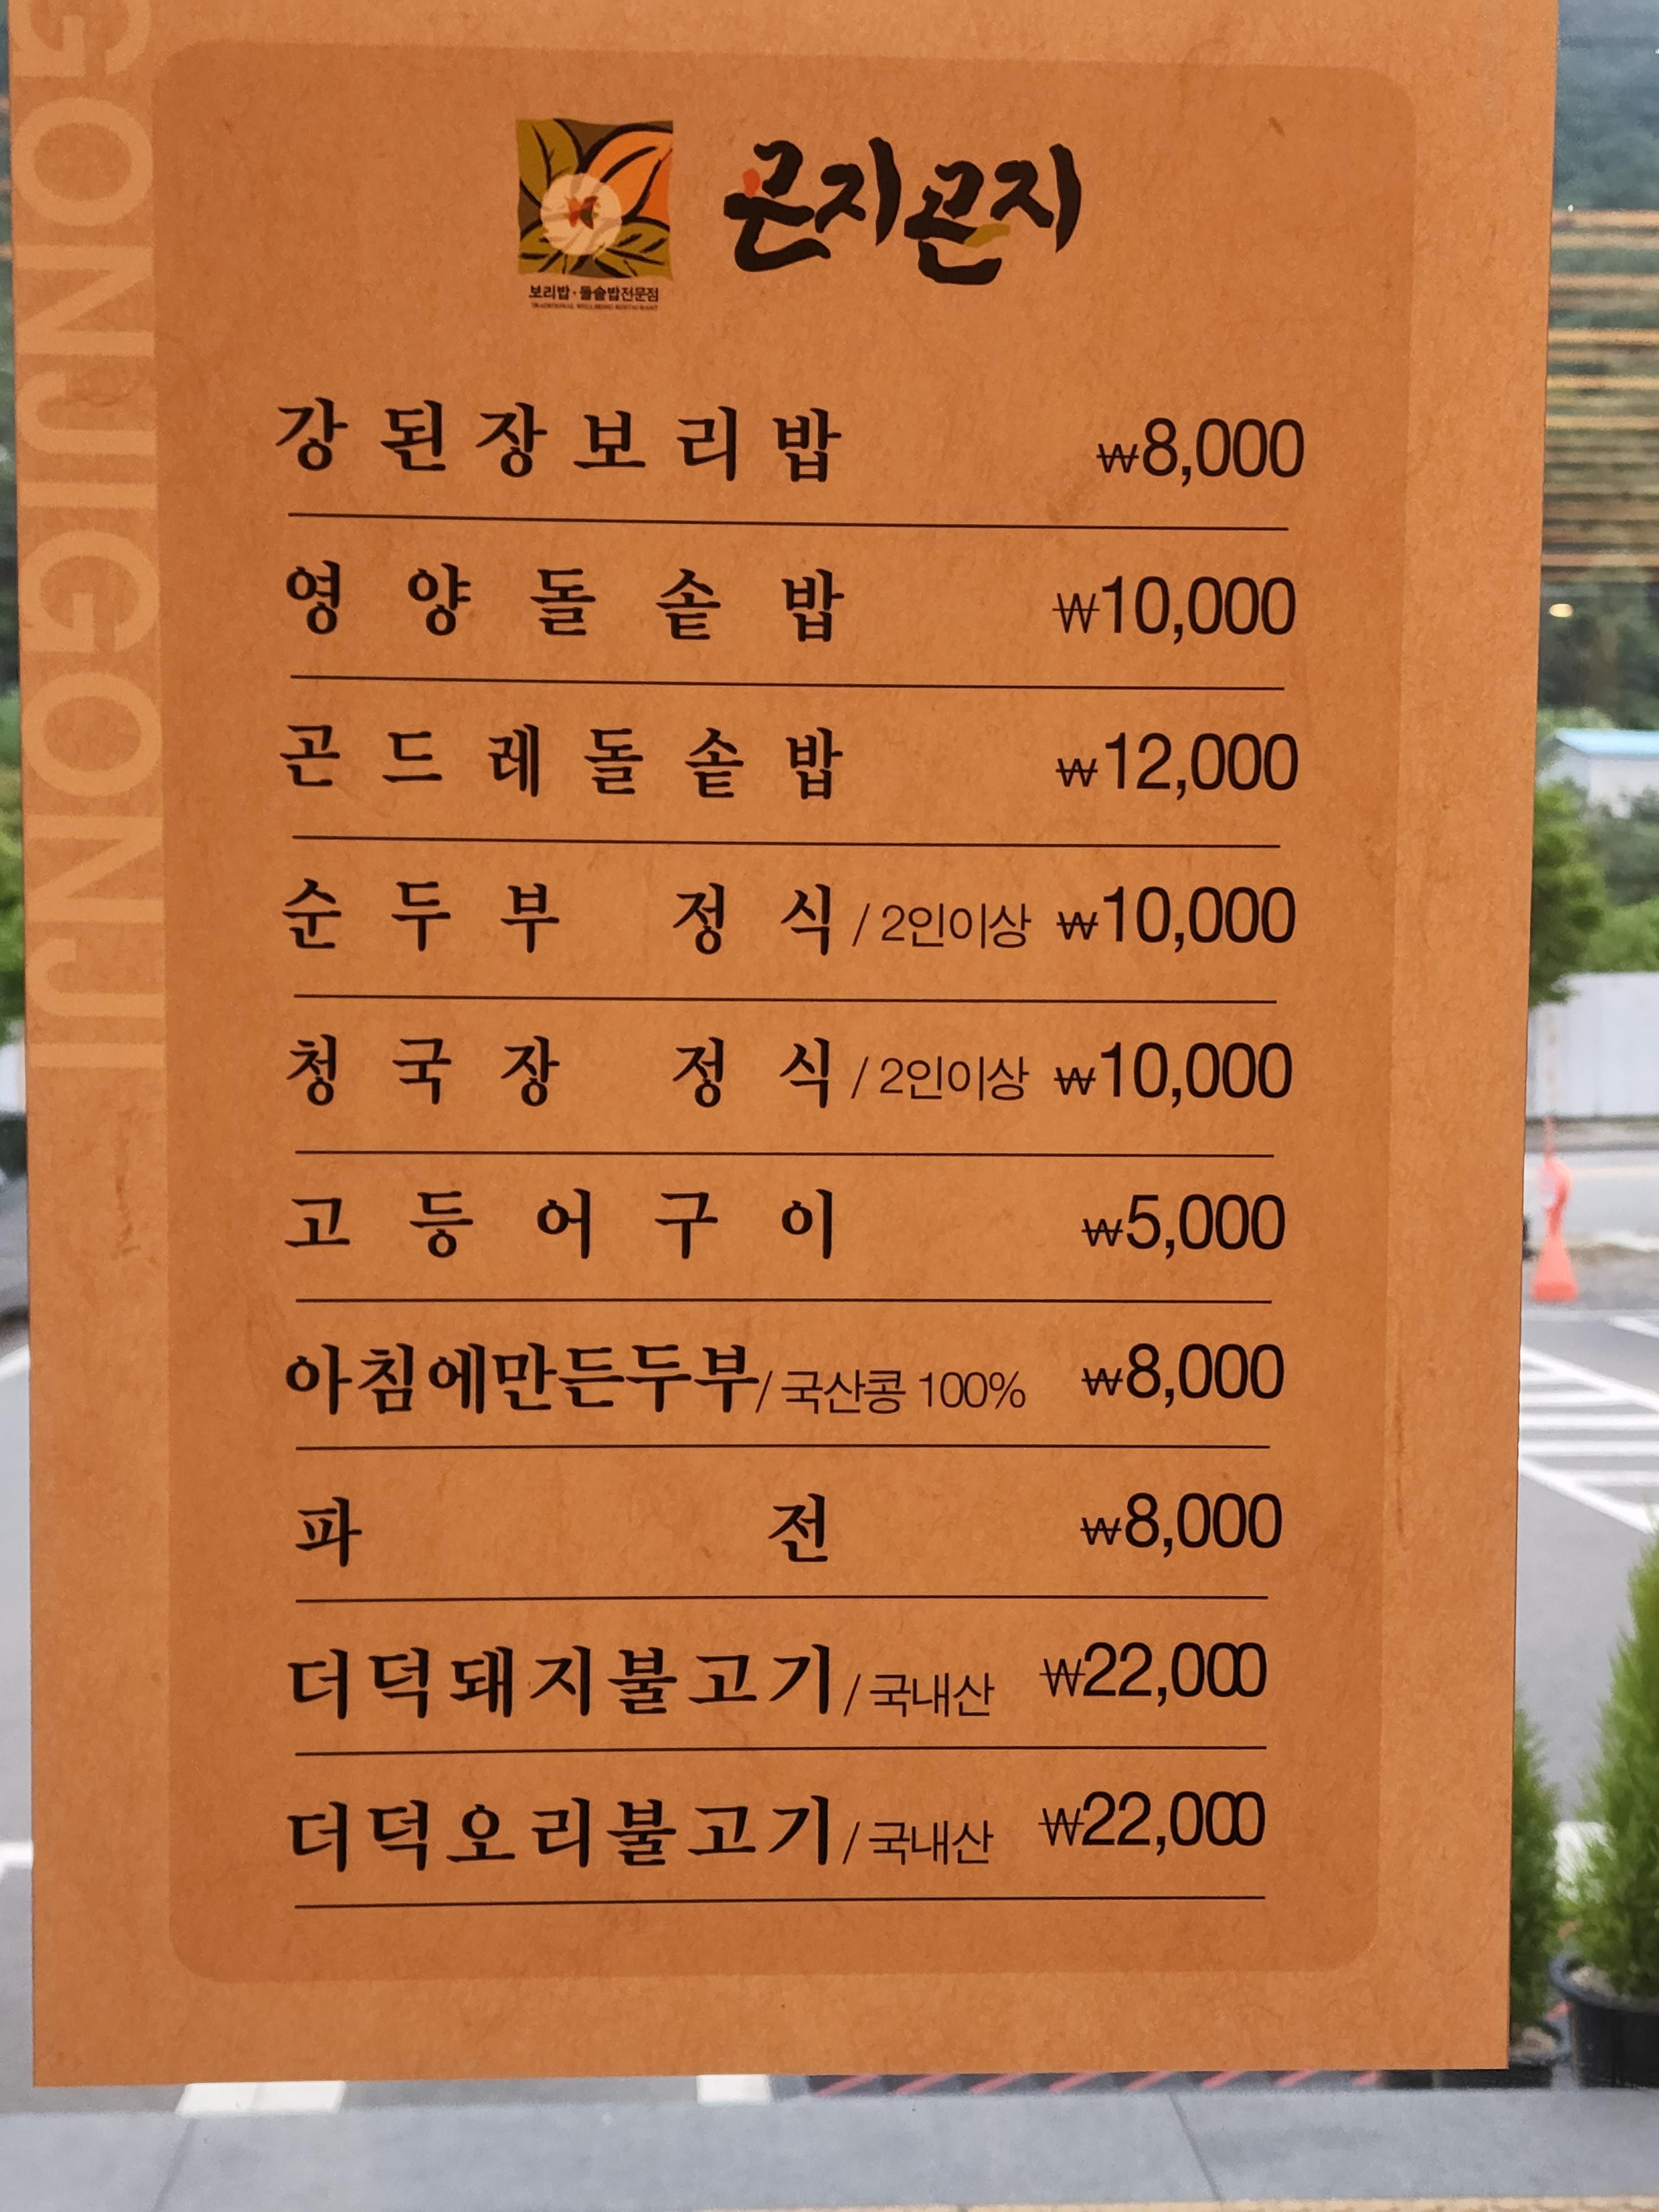 GONJIGONJIGONJI
곤지곤지
보리밥·돌솥밥전문점
TRADITIONAL WELL-BEING RESTAURANT
강된장보리밥 ₩8,000
영양돌솥밥 ₩10,000
곤드레돌솥밥 ₩12,000
순두부 정식 / 2인이상 ₩10,000
청국장 정식 / 2인이상 ₩10,000
고등어구이 ₩5,000
아침에만든두부 / 국산콩 100% ₩8,000
파전 ₩8,000
더덕돼지불고기 / 국내산 ₩22,000
더덕오리불고기 / 국내산 ₩22,000